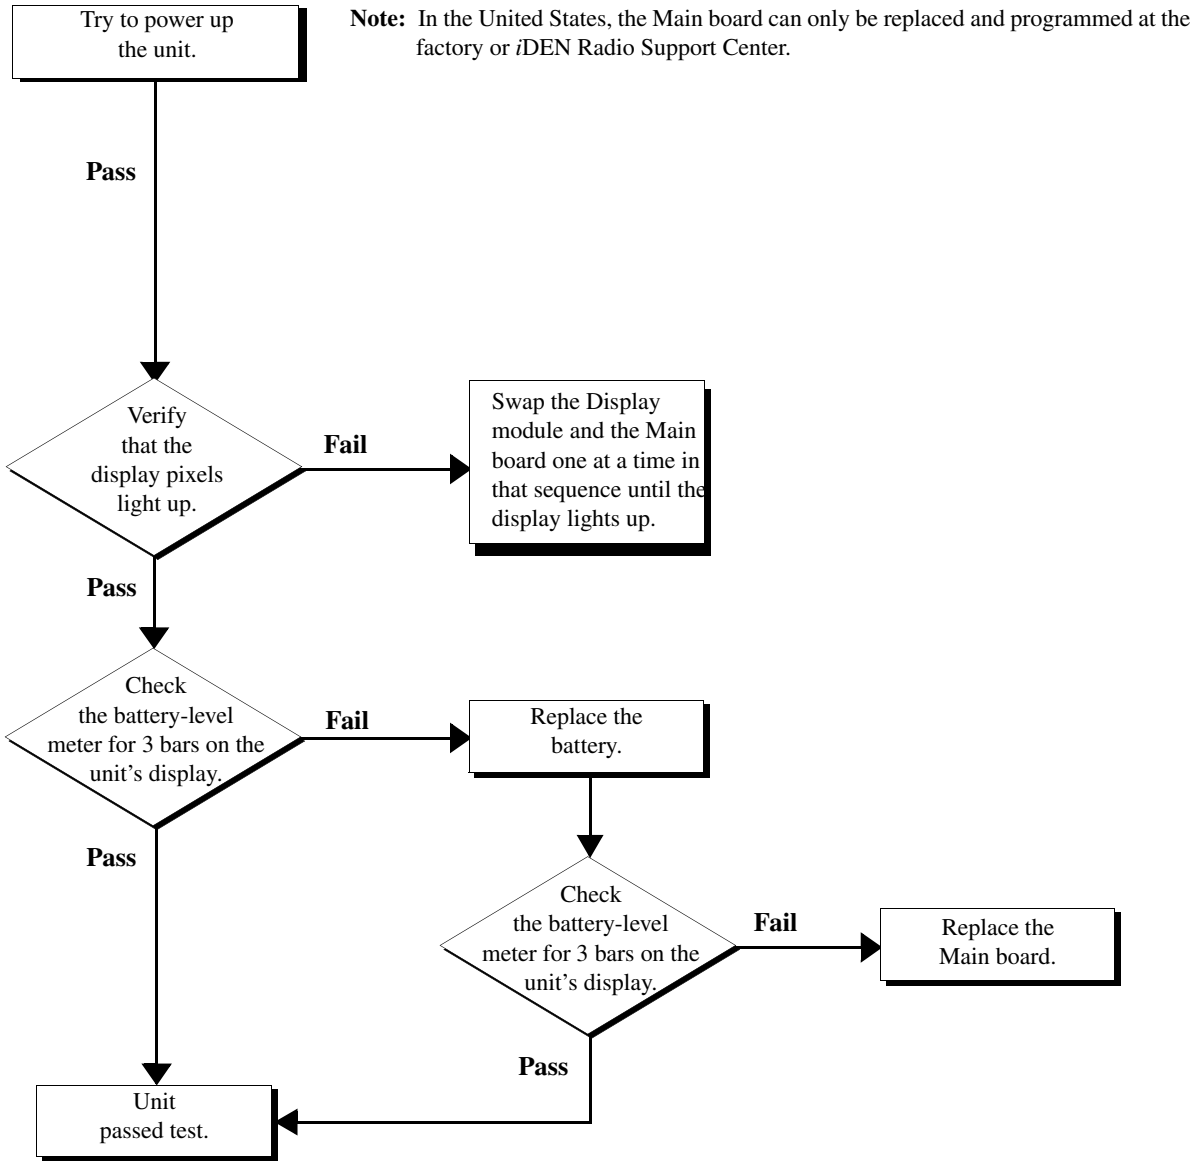 Try to power up
the unit.
Note: In the United States, the Main board can only be replaced and programmed at the
factory or iDEN Radio Support Center.
Pass
Verify
that the
display pixels
light up.
Fail
Swap the Display
module and the Main
board one at a time in
that sequence until the
display lights up.
Pass
Check
the battery-level
meter for 3 bars on the
unit’s display.
Fail
Replace the
battery.
Pass
Check
the battery-level
meter for 3 bars on the
unit’s display.
Fail
Replace the
Main board.
Pass
Unit
passed test.